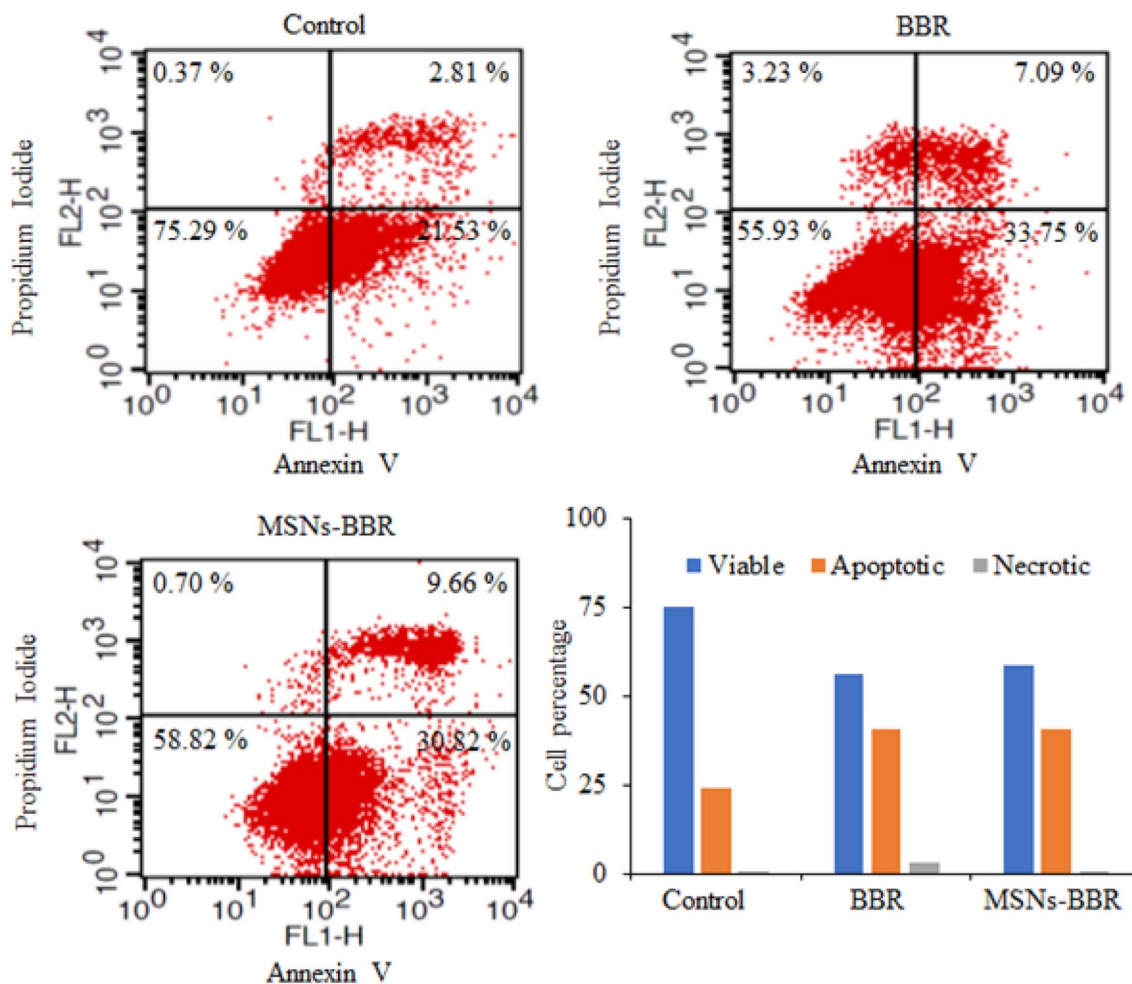 Control
10⁴
10³
10²
10¹
10⁰
0.37 %
2.81 %
75.29 %
21.53 %
Propidium Iodide
FL2-H
10⁰ 10¹ 10² 10³ 10⁴
FL1-H
Annexin V
BBR
10⁴
10³
10²
10¹
10⁰
3.23 %
7.09 %
55.93 %
33.75 %
Propidium Iodide
FL2-H
10⁰ 10¹ 10² 10³ 10⁴
FL1-H
Annexin V
MSNs-BBR
10⁴
10³
10²
10¹
10⁰
0.70 %
9.66 %
58.82 %
30.82 %
Propidium Iodide
FL2-H
10⁰ 10¹ 10² 10³ 10⁴
FL1-H
Annexin V
100
75
50
25
0
Cell percentage
Viable Apoptotic Necrotic
Control BBR MSNs-BBR